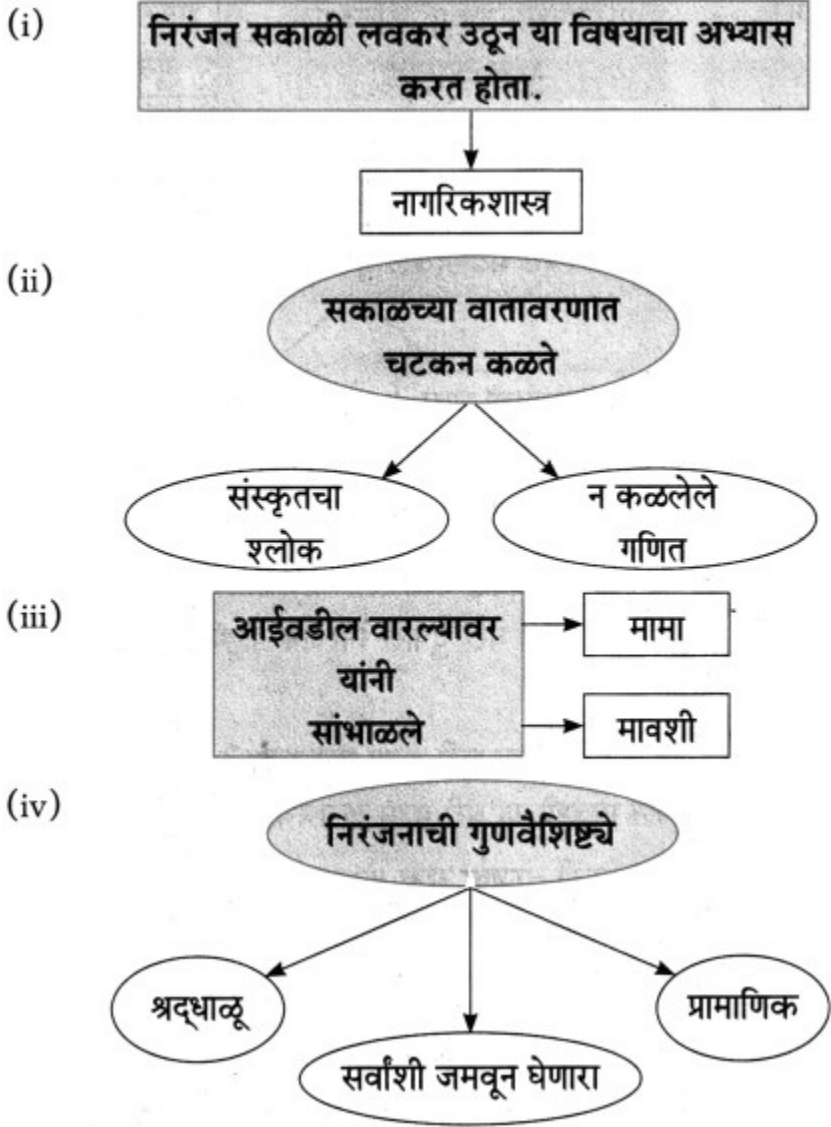 (i)
निरंजन सकाळी लवकर उठून या विषयाचा अभ्यास
करत होता.
नागरिकशास्त्र
(ii)
सकाळच्या वातावरणात
चटकन कळते
संस्कृतचा
श्लोक
न कळलेले
गणित
(iii)
आईवडील वारल्यावर
यांनी
सांभाळले
मामा
मावशी
(iv)
निरंजनाची गुणवैशिष्ट्ये
श्रद्‌धाळू
सर्वांशी जमवून घेणारा
प्रामाणिक